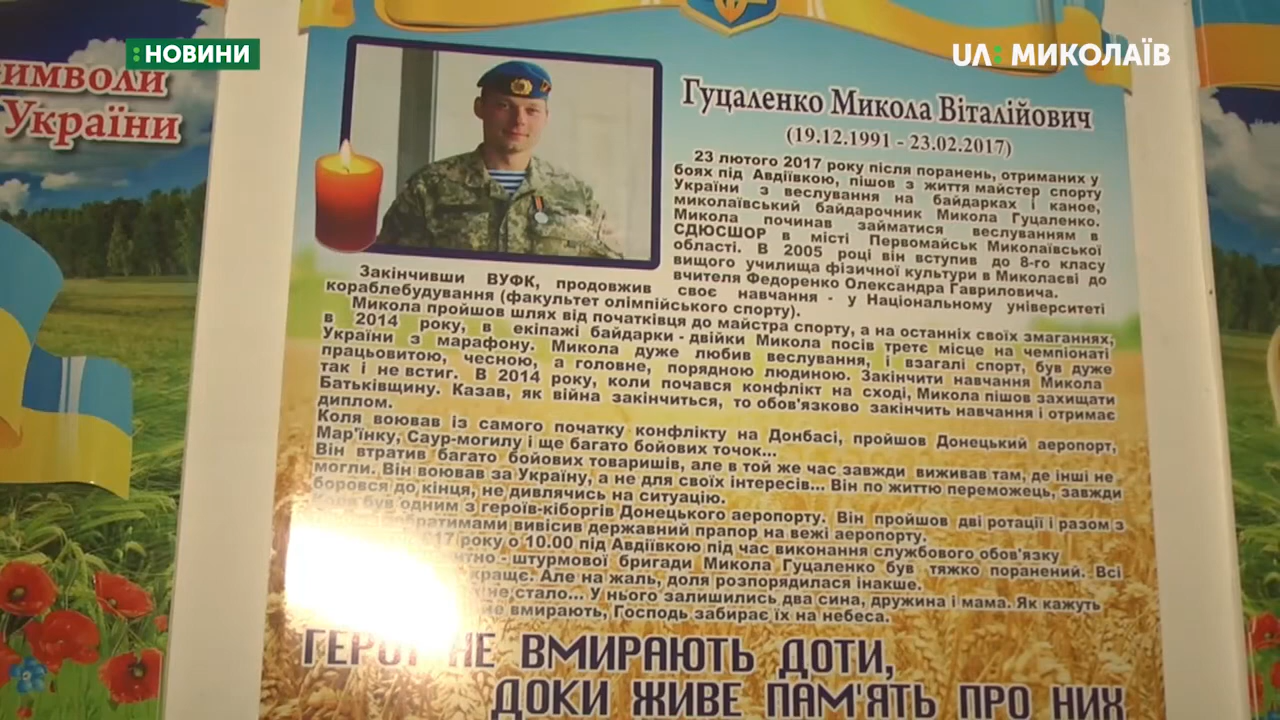 :НОВИНИ
UA: МИКОЛАЇВ
имволи
України
Гуцаленко Микола Віталійович
(19.12.1991 - 23.02.2017)
23 лютого 2017 року після поранень, отриманих у
боях під Авдіївкою, пішов з життя майстер спорту
України з веслування на байдарках і каное,
миколаївський байдарочник Микола Гуцаленко.
Микола починав займатися веслуванням в
СДЮСШОР в місті Первомайськ Миколаївської
області. В 2005 році він вступив до 8-го класу
вищого училища фізичної культури в Миколаєві до
вчителя Федоренко Олександра Гавриловича.
Закінчивши ВУФК, продовжив своє навчання - у Національному університеті
кораблебудування (факультет олімпійського спорту).
Микола пройшов шлях від початківця до майстра спорту, а на останніх своїх змаганнях,
в 2014 року, в екіпажі байдарки - двійки Микола посів третє місце на чемпіонаті
України з марафону. Микола дуже любив веслування, і взагалі спорт, був дуже
працьовитою, чесною, а головне, порядною людиною. Закінчити навчання Микола
так і не встиг. В 2014 року, коли почався конфлікт на сході, Микола пішов захищати
Батьківщину. Казав, як війна закінчиться, то обов'язково закінчить навчання і отримає
диплом.
Коля воював із самого початку конфлікту на Донбасі, пройшов Донецький аеропорт,
Мар'їнку, Саур-могилу і ще багато бойових точок...
Він втратив багато бойових товаришів, але в той же час завжди виживав там, де інші не
могли. Він воював за Україну, а не для своїх інтересів... Він по життю переможець, завжди
боровся до кінця, не дивлячись на ситуацію.
Коля був одним з героїв-кіборгів Донецького аеропорту. Він пройшов дві ротації і разом з
побратимами вивісив державний прапор на вежі аеропорту.
017 року о 10.00 під Авдіївкою під час виконання службового обов'язку
нтно - штурмової бригади Микола Гуцаленко був тяжко поранений. Всі
краще. Але на жаль, доля розпорядилася інакше.
не стало... У нього залишились два сина, дружина і мама. Як кажуть
не вмирають, Господь забирає їх на небеса.
ГЕРОЇ НЕ ВМИРАЮТЬ ДОТИ,
ДОКИ ЖИВЕ ПАМ'ЯТЬ ПРО НИХ